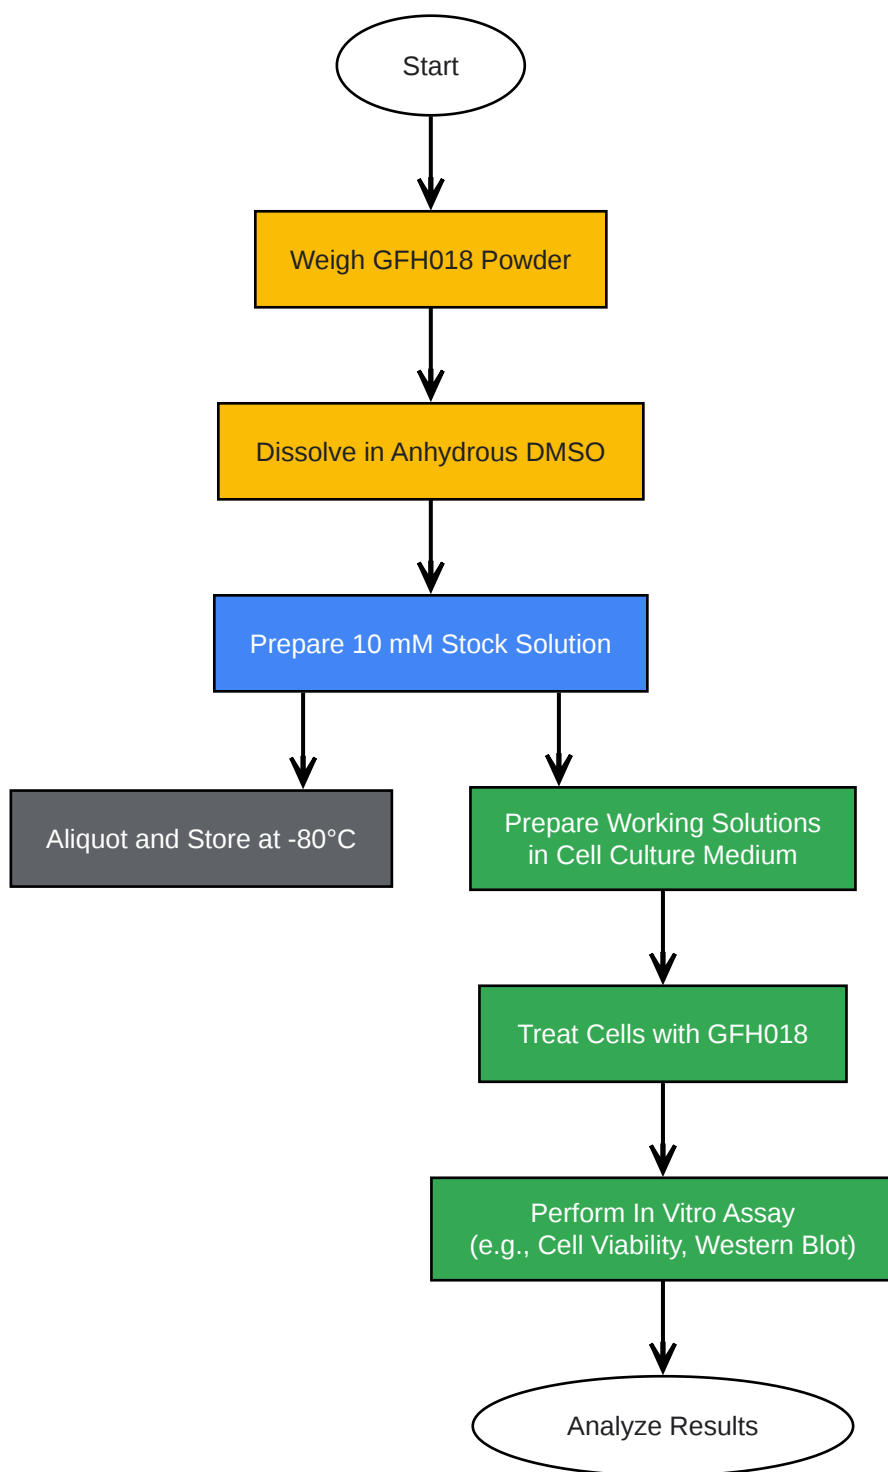 Start
Weigh GFH018 Powder
Dissolve in Anhydrous DMSO
Prepare 10 mM Stock Solution
Aliquot and Store at -80°C
Prepare Working Solutions
in Cell Culture Medium
Treat Cells with GFH018
Perform In Vitro Assay
(e.g., Cell Viability, Western Blot)
Analyze Results